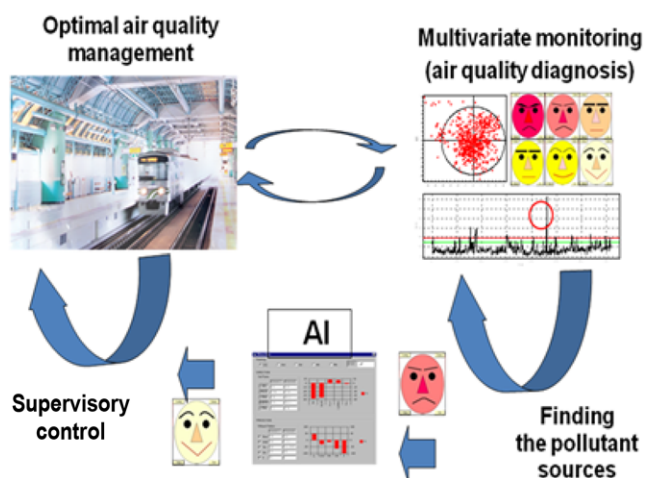 Optimal air quality
management
Multivariate monitoring
(air quality diagnosis)
AI
Supervisory
control
Finding
the pollutant
sources